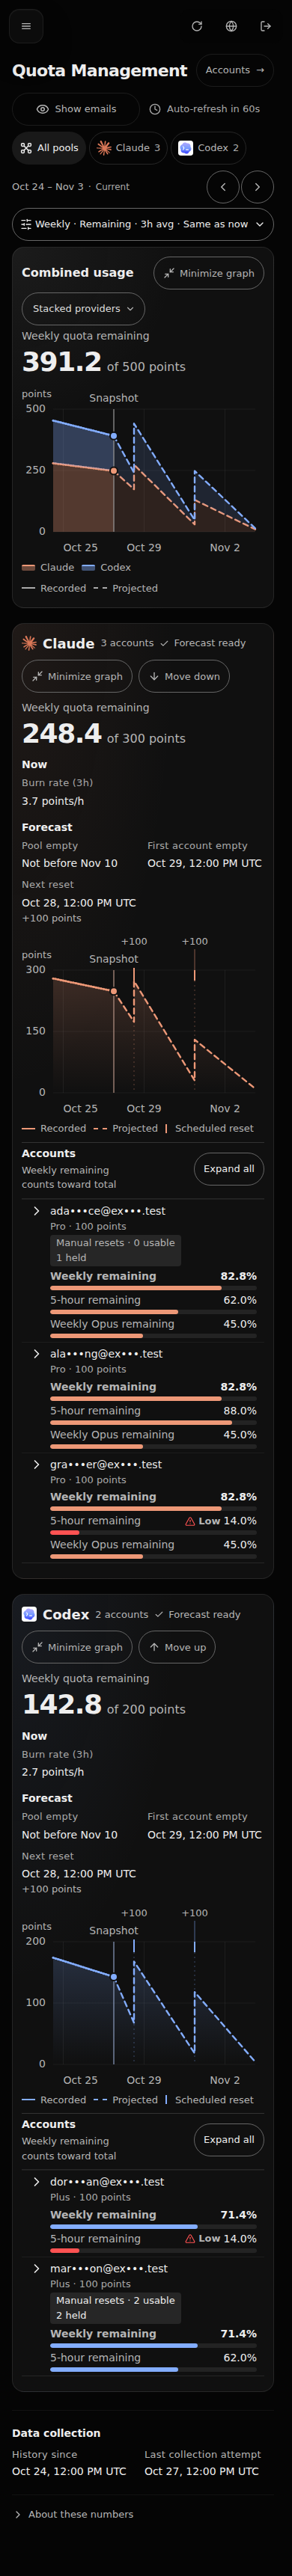 Quota Management
Accounts →
Show emails
Auto-refresh in 60s
All pools
Claude 3
Codex 2
Oct 24 – Nov 3 · Current
Weekly · Remaining · 3h avg · Same as now
Combined usage
Minimize graph
Stacked providers
Weekly quota remaining
391.2 of 500 points
points
Snapshot
500
250
0
Oct 25
Oct 29
Nov 2
Claude
Codex
Recorded
Projected
Claude 3 accounts Forecast ready
Minimize graph
Move down
Weekly quota remaining
248.4 of 300 points
Now
Burn rate (3h)
3.7 points/h
Forecast
Pool empty
First account empty
Not before Nov 10
Oct 29, 12:00 PM UTC
Next reset
Oct 28, 12:00 PM UTC
+100 points
+100
+100
points
Snapshot
300
150
0
Oct 25
Oct 29
Nov 2
Recorded
Projected
Scheduled reset
Accounts
Weekly remaining
counts toward total
Expand all
ada•••ce@ex•••.test
Pro · 100 points
Manual resets · 0 usable
1 held
Weekly remaining 82.8%
5-hour remaining 62.0%
Weekly Opus remaining 45.0%
ala•••ng@ex•••.test
Pro · 100 points
Weekly remaining 82.8%
5-hour remaining 88.0%
Weekly Opus remaining 45.0%
gra•••er@ex•••.test
Pro · 100 points
Weekly remaining 82.8%
5-hour remaining Low 14.0%
Weekly Opus remaining 45.0%
Codex 2 accounts Forecast ready
Minimize graph
Move up
Weekly quota remaining
142.8 of 200 points
Now
Burn rate (3h)
2.7 points/h
Forecast
Pool empty
First account empty
Not before Nov 10
Oct 29, 12:00 PM UTC
Next reset
Oct 28, 12:00 PM UTC
+100 points
+100
+100
points
Snapshot
200
100
0
Oct 25
Oct 29
Nov 2
Recorded
Projected
Scheduled reset
Accounts
Weekly remaining
counts toward total
Expand all
dor•••an@ex•••.test
Plus · 100 points
Weekly remaining 71.4%
5-hour remaining Low 14.0%
mar•••on@ex•••.test
Plus · 100 points
Manual resets · 2 usable
2 held
Weekly remaining 71.4%
5-hour remaining 62.0%
Data collection
History since
Last collection attempt
Oct 24, 12:00 PM UTC
Oct 27, 12:00 PM UTC
About these numbers